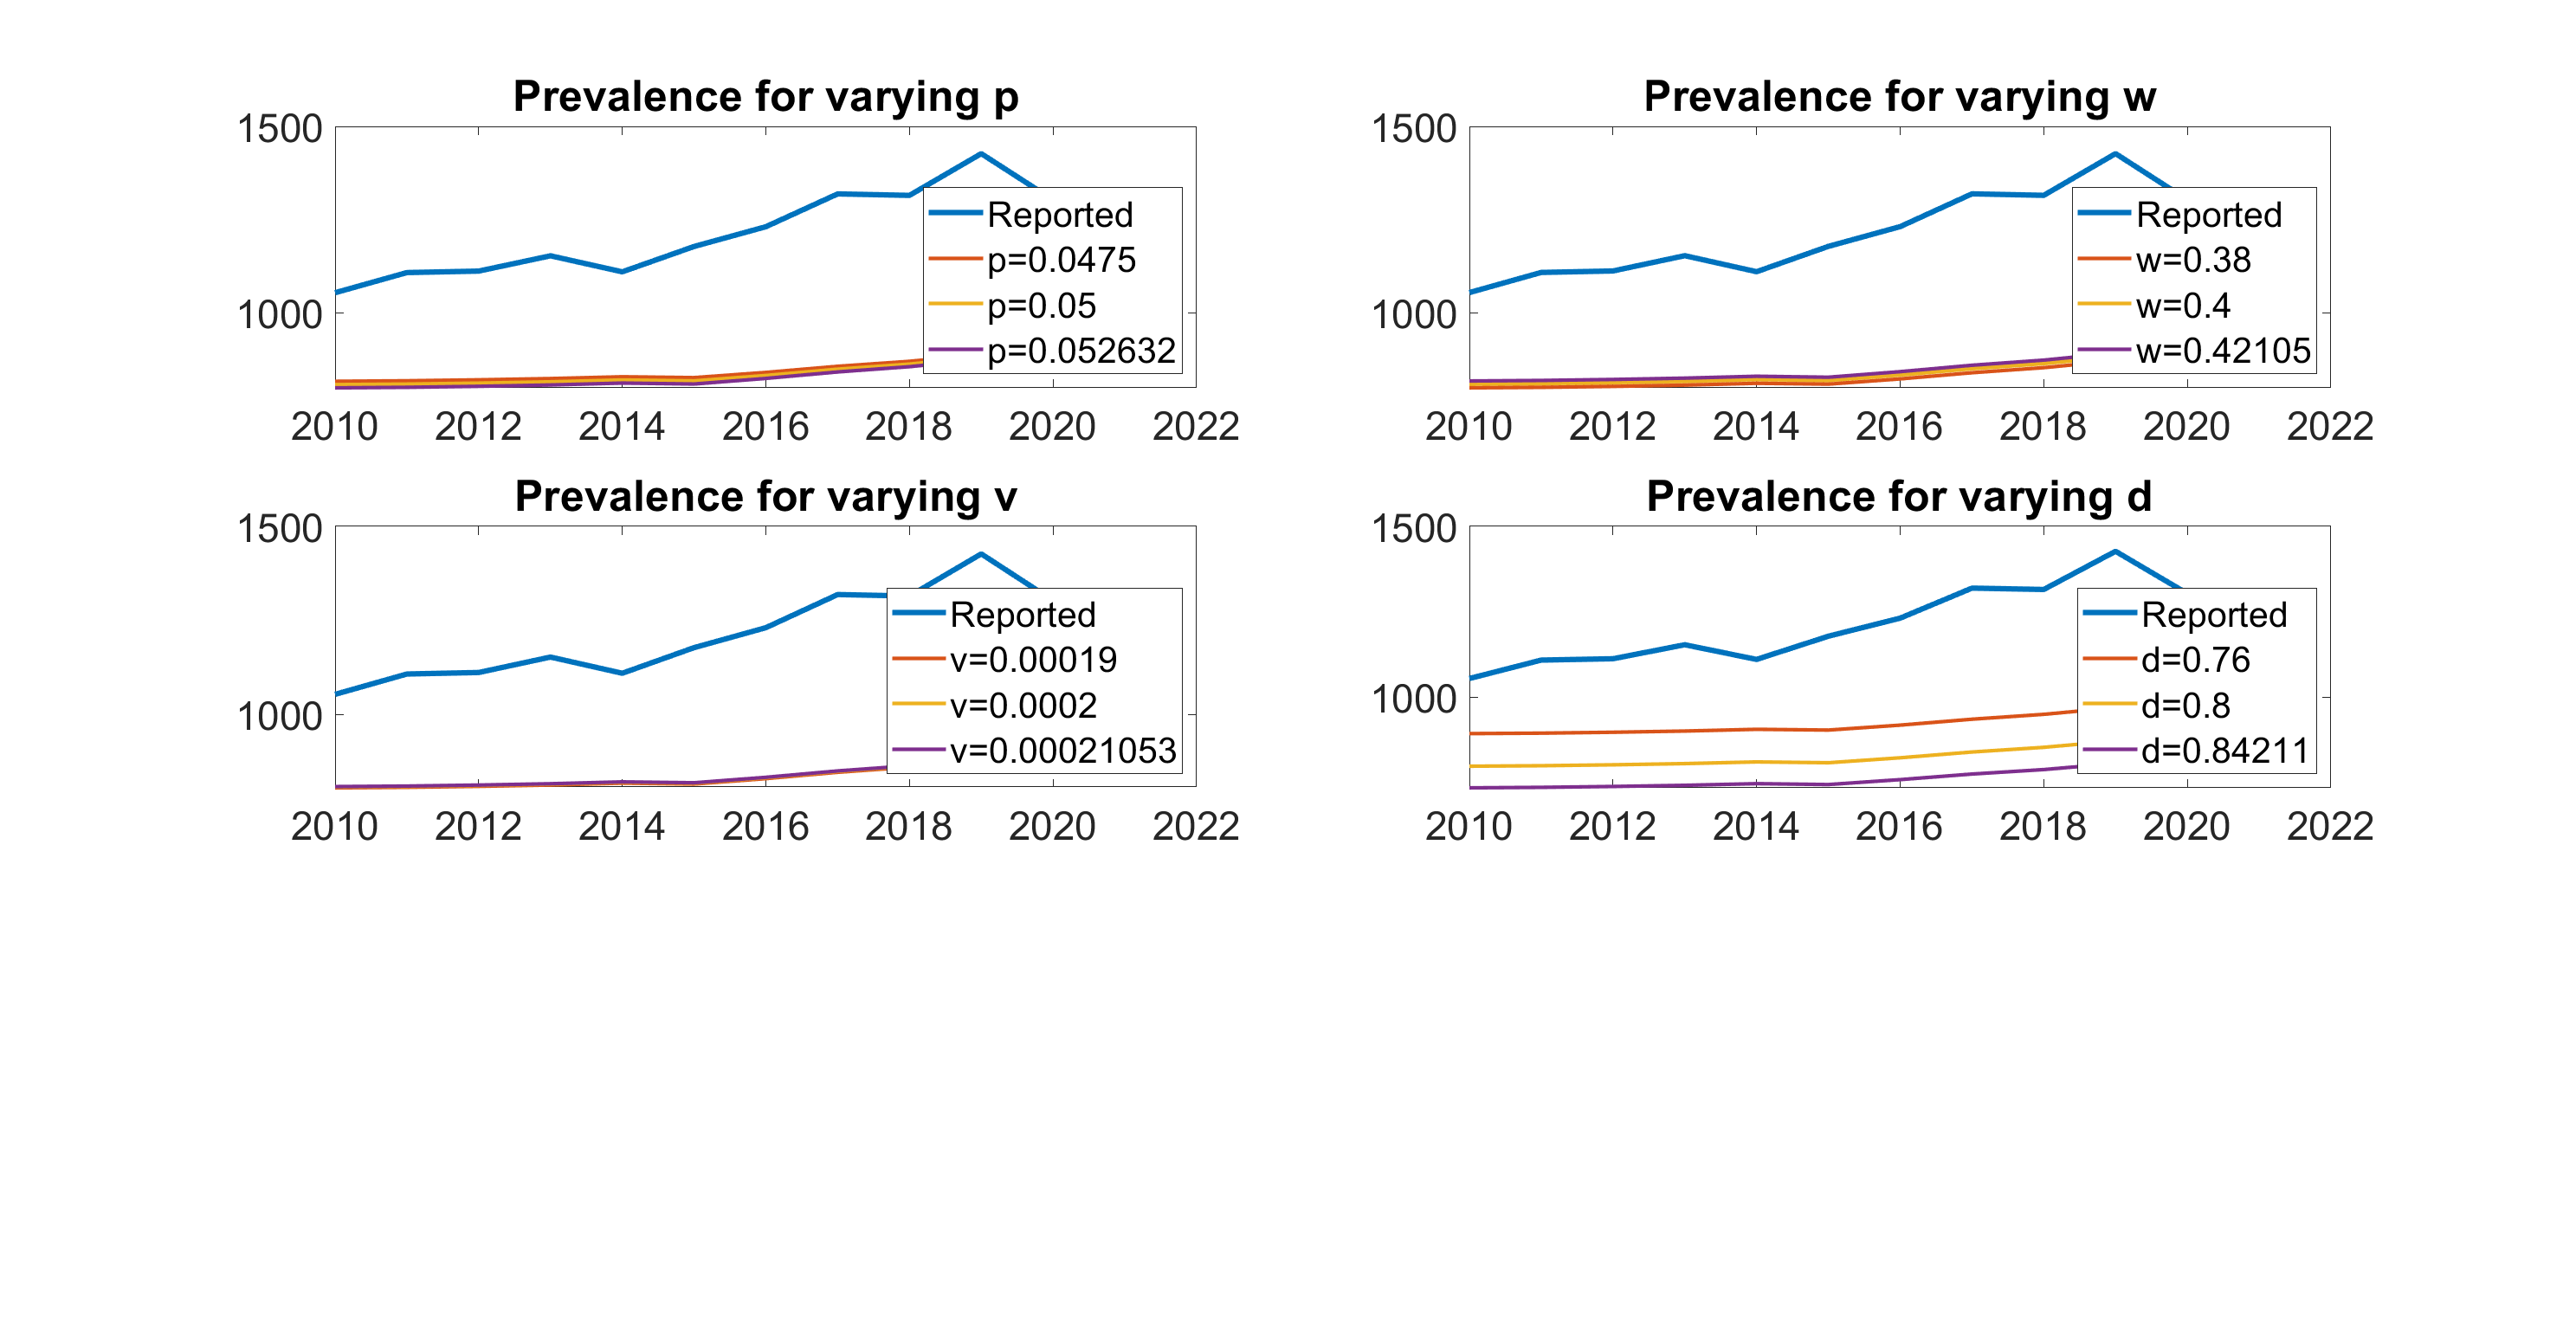 Prevalence for varying p
1500
1000
2010 2012 2014 2016 2018 2020 2022
Reported
p=0.0475
p=0.05
p=0.052632
Prevalence for varying w
1500
1000
2010 2012 2014 2016 2018 2020 2022
Reported
w=0.38
w=0.4
w=0.42105
Prevalence for varying v
1500
1000
2010 2012 2014 2016 2018 2020 2022
Reported
v=0.00019
v=0.0002
v=0.00021053
Prevalence for varying d
1500
1000
2010 2012 2014 2016 2018 2020 2022
Reported
d=0.76
d=0.8
d=0.84211